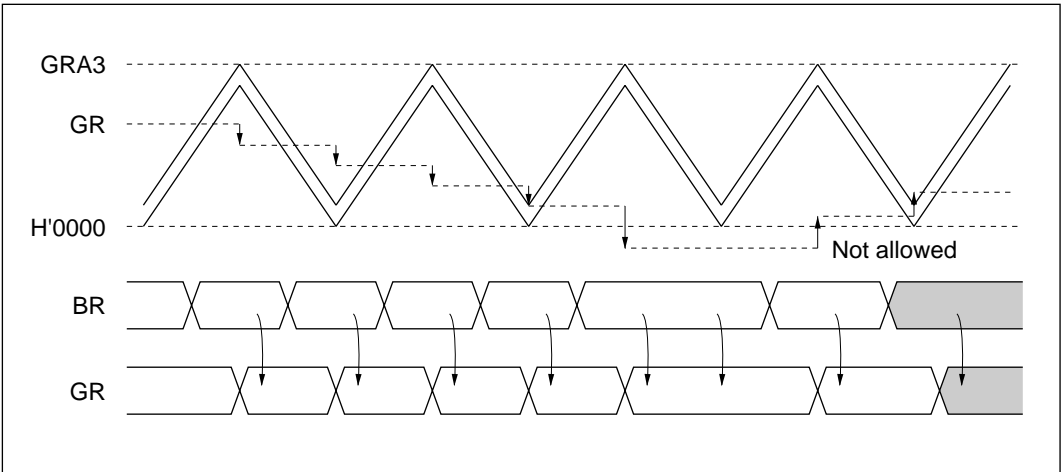 GRA3
GR
H'0000
Not allowed
BR
GR